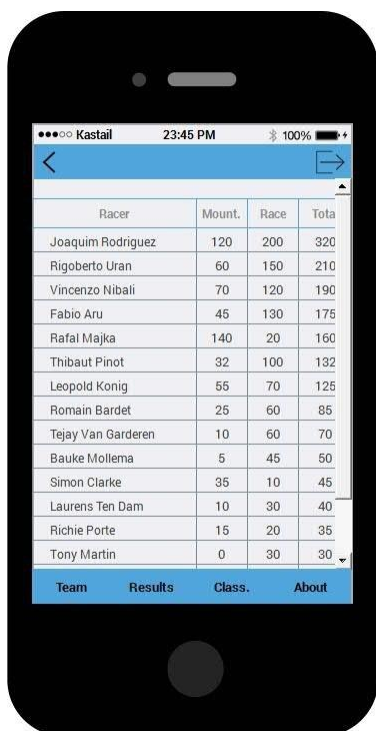 Kastail 23:45 PM 100%
Racer Mount. Race Tota
Joaquim Rodriguez 120 200 320
Rigoberto Uran 60 150 210
Vincenzo Nibali 70 120 190
Fabio Aru 45 130 175
Rafal Majka 140 20 160
Thibaut Pinot 32 100 132
Leopold Konig 55 70 125
Romain Bardet 25 60 85
Tejay Van Garderen 10 60 70
Bauke Mollema 5 45 50
Simon Clarke 35 10 45
Laurens Ten Dam 10 30 40
Richie Porte 15 20 35
Tony Martin 0 30 30
Team Results Class. About